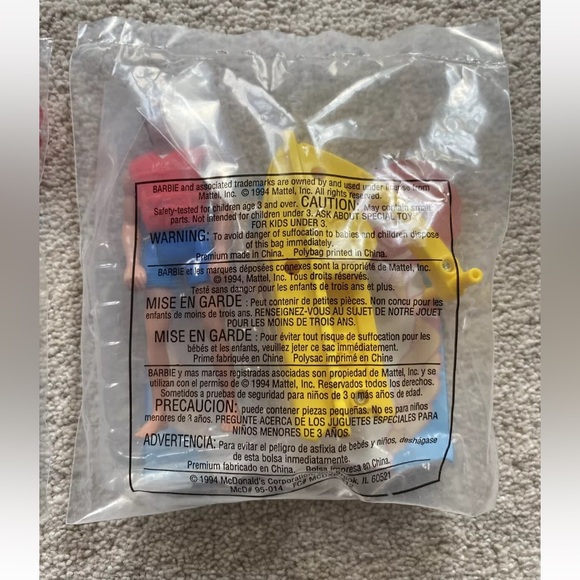 BARBIE and associated trademarks are owned by and used under license from
Mattel, Inc. © 1994 Mattel, Inc. All rights reserved.
Safety-tested for children age 3 and over. CAUTION: May contain small
parts. Not intended for children under 3. ASK ABOUT SPECIAL TOY
FOR KIDS UNDER 3.
WARNING: To avoid danger of suffocation to babies and children dispose
of this bag immediately.
Premium made in China. Polybag printed in China.
BARBIE et les marques déposées connexes sont la propriété de Mattel, Inc.
© 1994, Mattel, Inc. Tous droits réservés.
Testé sans danger pour les enfants de trois ans et plus.
MISE EN GARDE : Peut contenir de petites pièces. Non concu pour les
enfants de moins de trois ans. RENSEIGNEZ-VOUS AU SUJET DE NOTRE JOUET
POUR LES MOINS DE TROIS ANS.
MISE EN GARDE : Pour éviter tout risque de suffocation pour les
bébés et les enfants, veuillez jeter ce sac immédiatement.
Prime fabriquée en Chine Polysac imprimé en Chine
BARBIE y mas marcas registradas asociadas son propiedad de Mattel, Inc. y se
utilizan con el permiso de © 1994 Mattel, Inc. Reservados todos los derechos.
Sometidos a pruebas de seguridad para niños de 3 o más años de edad.
PRECAUCION: puede contener piezas pequeñas. No es para niños
menores de 3 años. PREGUNTE ACERCA DE LOS JUGUETES ESPECIALES PARA
NIÑOS MENORES DE 3 AÑOS.
ADVERTENCIA: Para evitar el peligro de asfixia de bebés y niños, deshágase
de esta bolsa inmediatamente.
Premium fabricado en China. Bolsa impresa en China.
© 1994 McDonald's Corporation
McD# 95-014 IL 60521